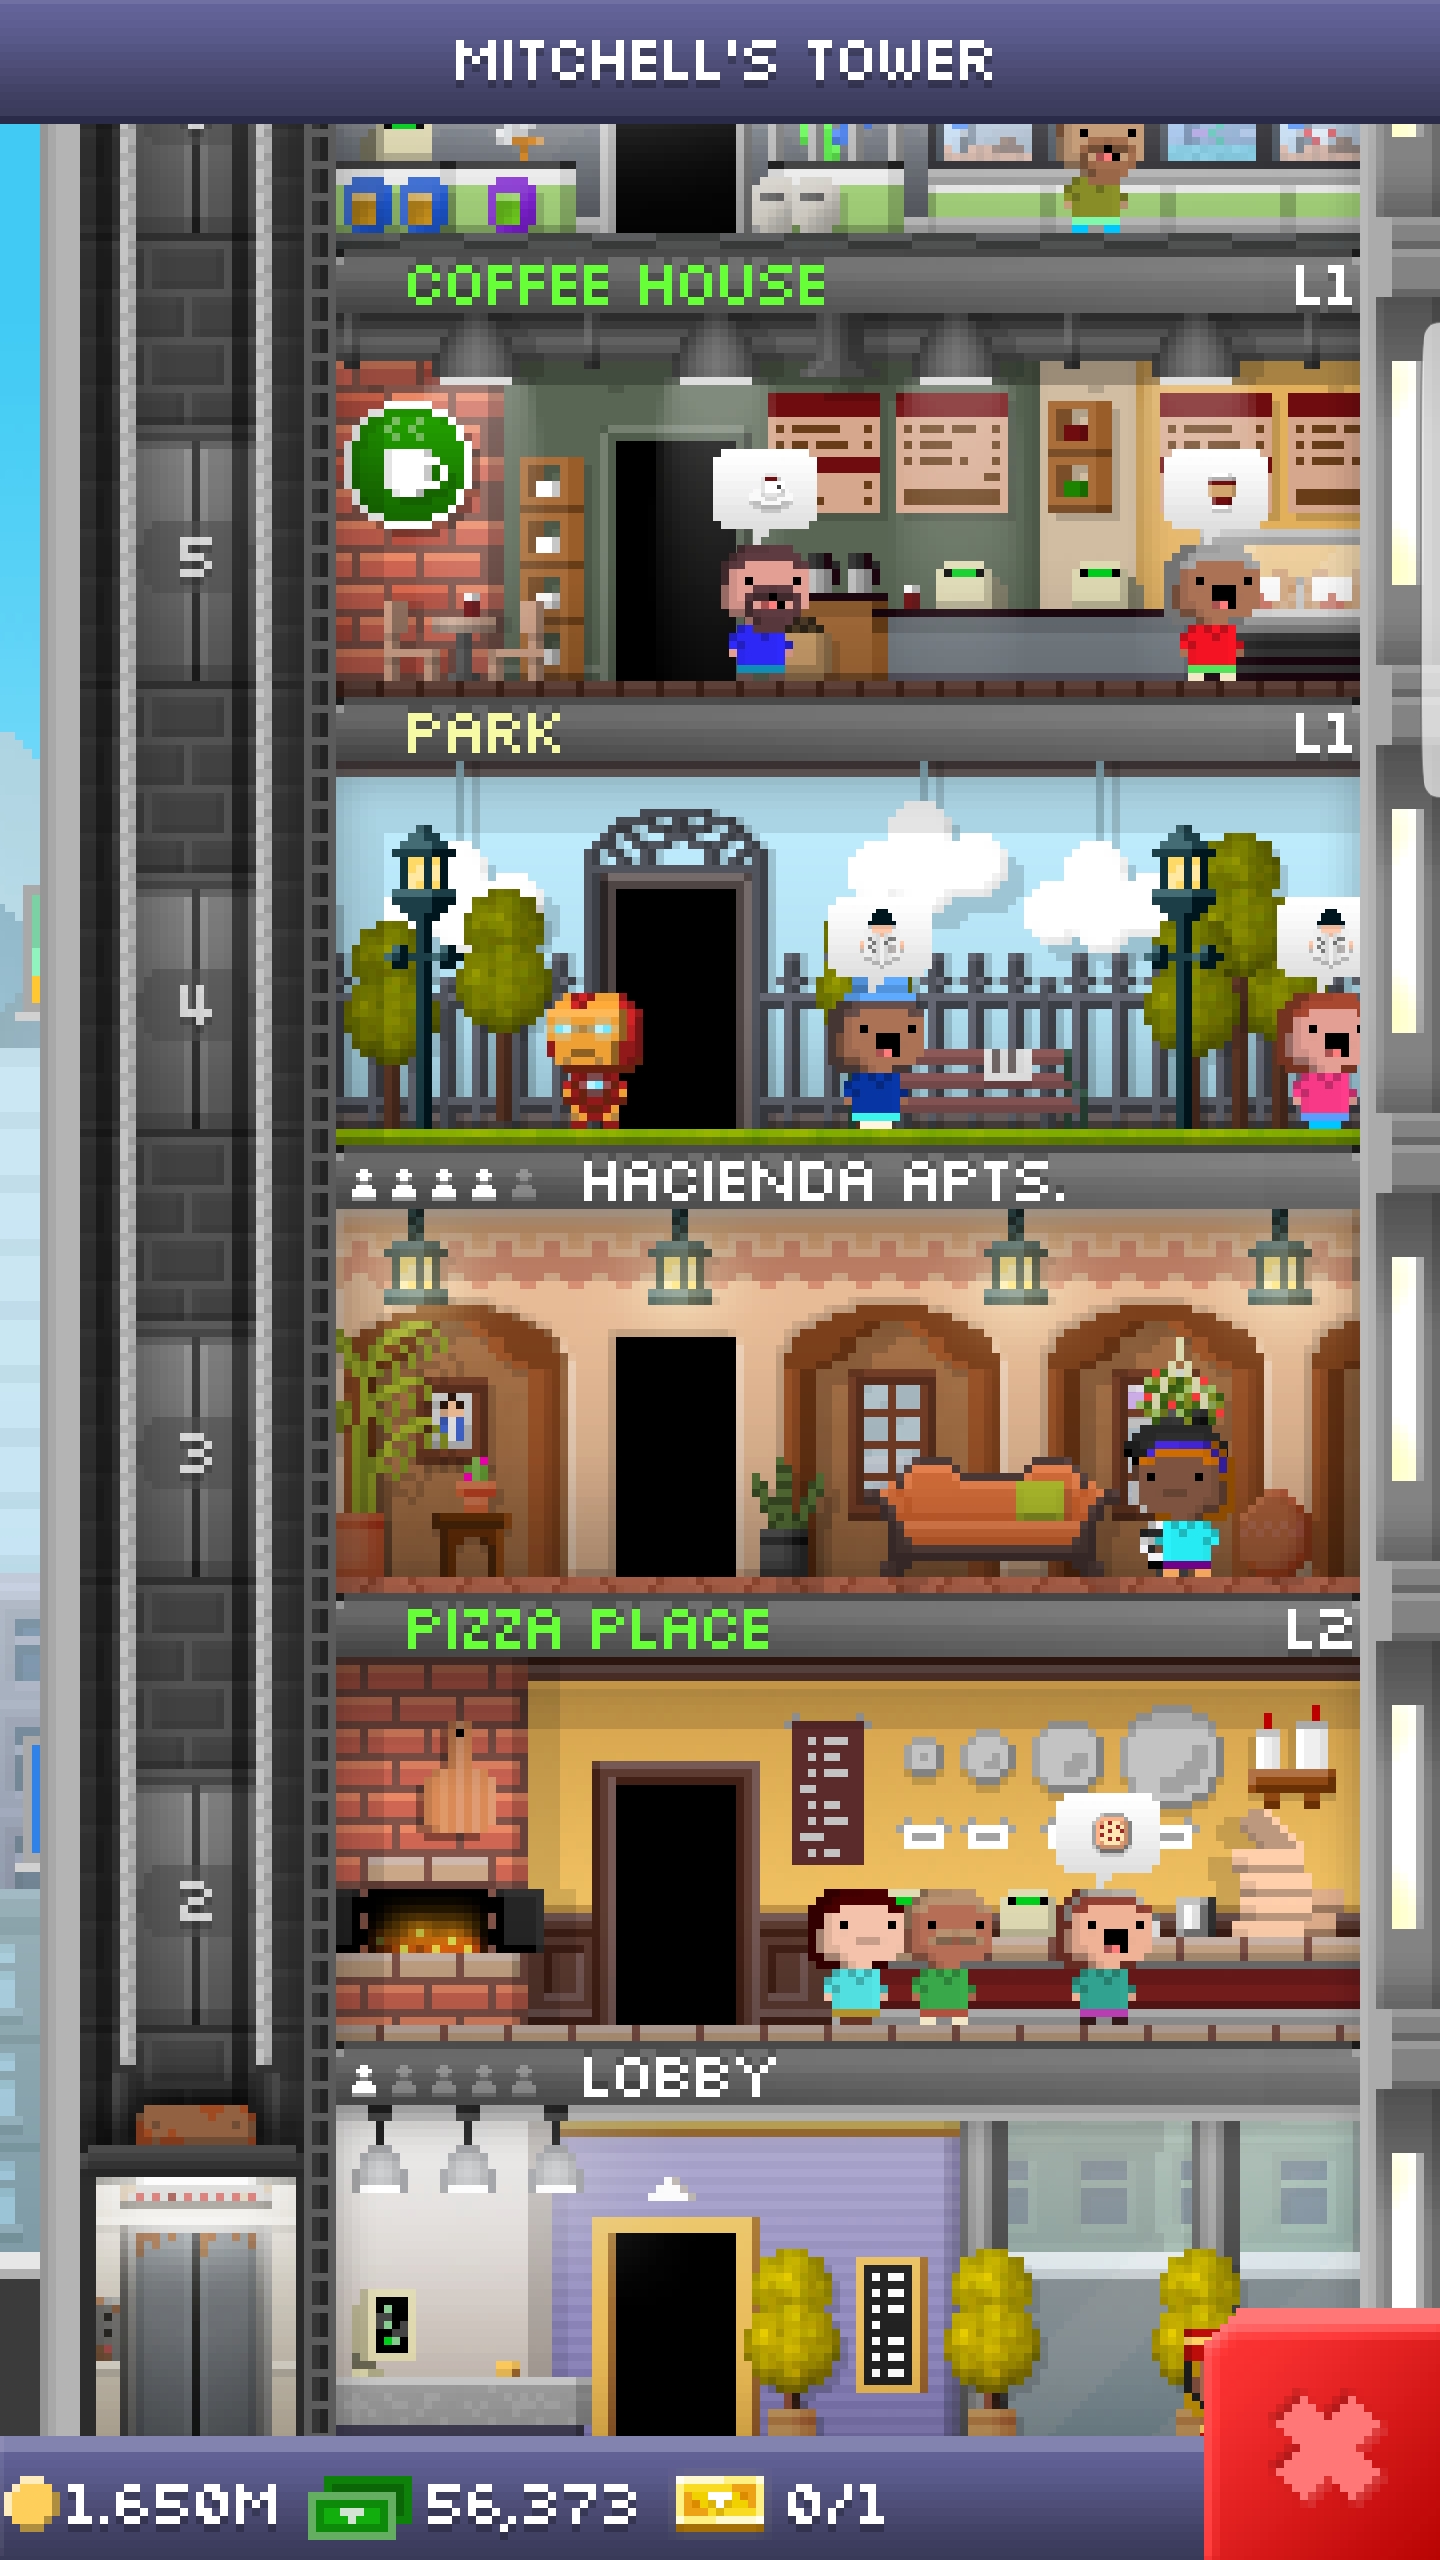 MITCHELL'S TOWER
COFFEE HOUSE L1
5
PARK L1
4
HACIENDA APTS.
3
PIZZA PLACE L2
2
LOBBY
1.650M 56,373 0/1